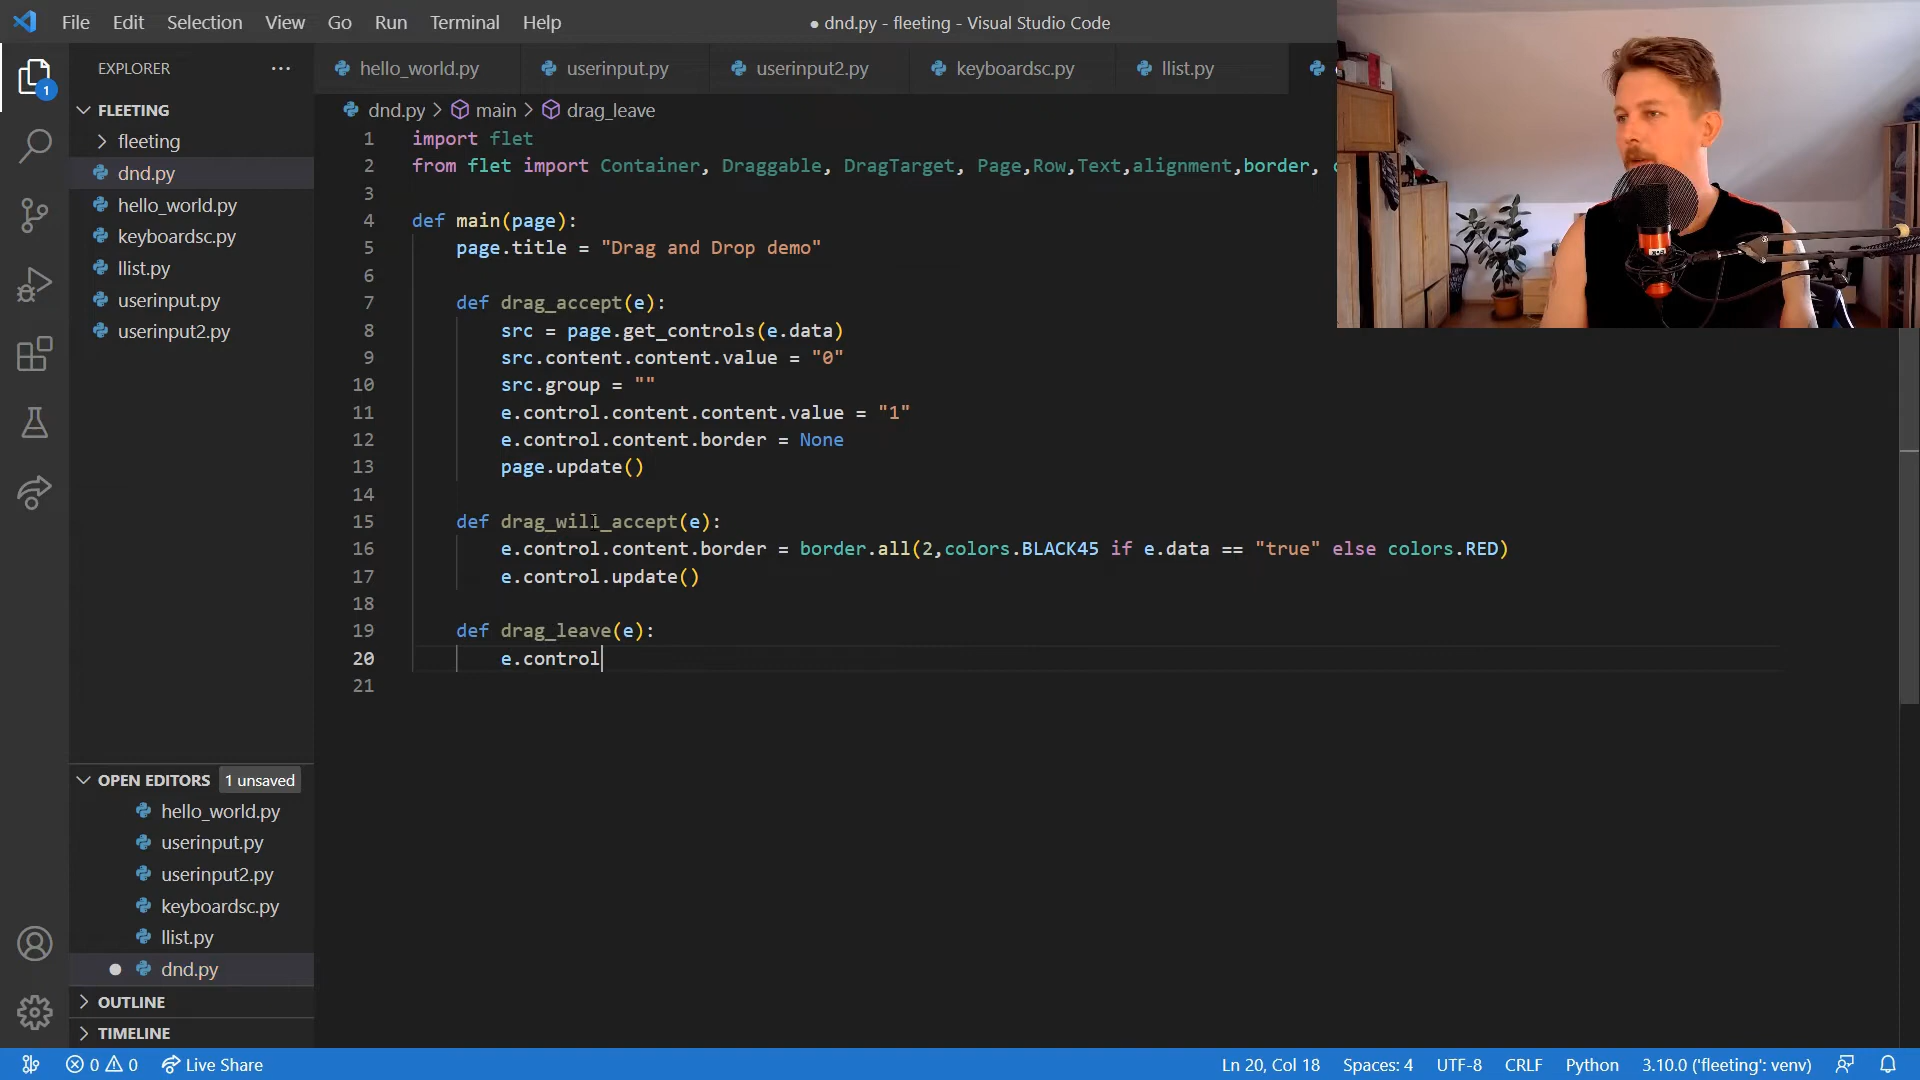 File Edit Selection View Go Run Terminal Help
● dnd.py - fleeting - Visual Studio Code
EXPLORER ···
hello_world.py userinput.py userinput2.py keyboardsc.py llist.py
1
FLEETING
fleeting
dnd.py
hello_world.py
keyboardsc.py
llist.py
userinput.py
userinput2.py
dnd.py > main > drag_leave
1 import flet
2 from flet import Container, Draggable, DragTarget, Page,Row,Text,alignment,border,
3
4 def main(page):
5 page.title = "Drag and Drop demo"
6
7 def drag_accept(e):
8 src = page.get_controls(e.data)
9 src.content.content.value = "0"
10 src.group = ""
11 e.control.content.content.value = "1"
12 e.control.content.border = None
13 page.update()
14
15 def drag_will_accept(e):
16 e.control.content.border = border.all(2,colors.BLACK45 if e.data == "true" else colors.RED)
17 e.control.update()
18
19 def drag_leave(e):
20 e.control
21
OPEN EDITORS 1 unsaved
hello_world.py
userinput.py
userinput2.py
keyboardsc.py
llist.py
● dnd.py
OUTLINE
TIMELINE
0 0 Live Share Ln 20, Col 18 Spaces: 4 UTF-8 CRLF Python 3.10.0 ('fleeting': venv)